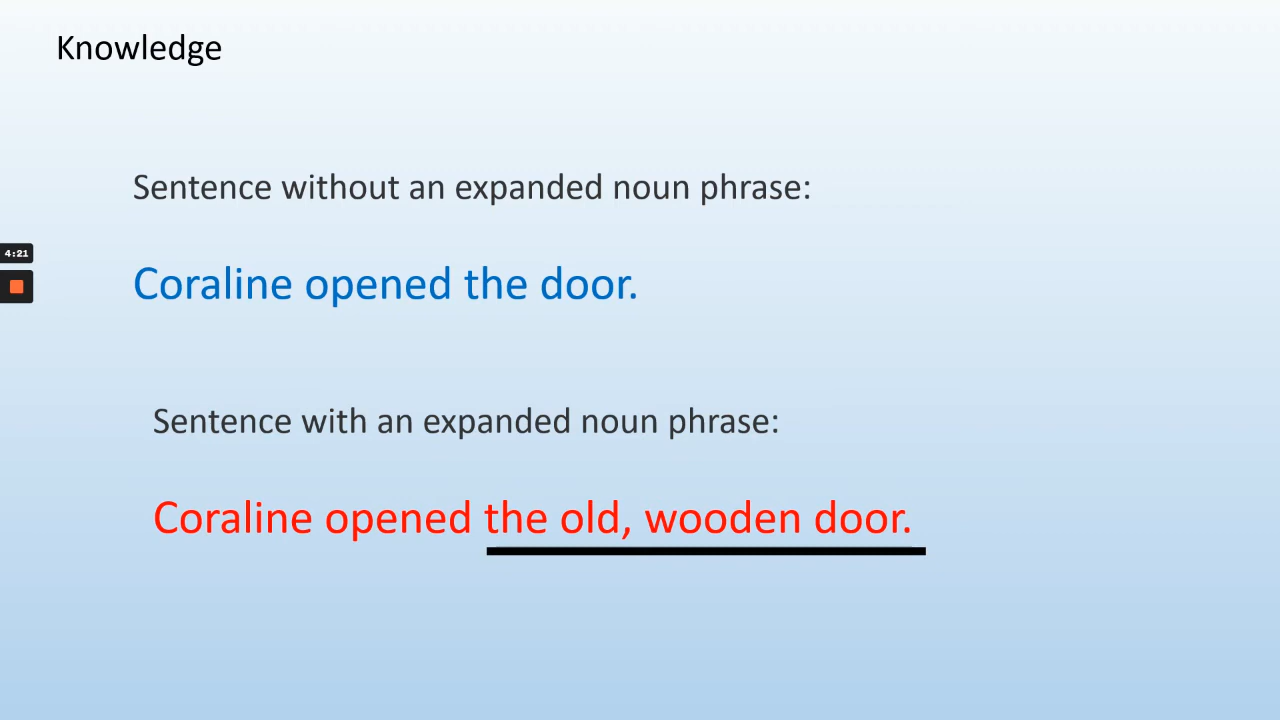 Knowledge
Sentence without an expanded noun phrase:
4:21
Coraline opened the door.
Sentence with an expanded noun phrase:
Coraline opened the old, wooden door.